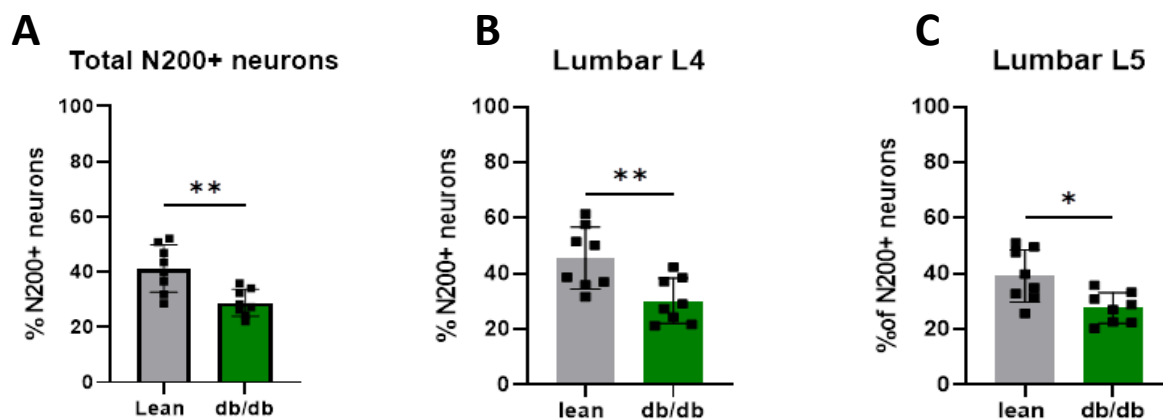 A
Total N200+ neurons
% N200+ neurons
100
80
60
40
20
0
**
Lean db/db
B
Lumbar L4
% N200+ neurons
100
80
60
40
20
0
**
lean db/db
C
Lumbar L5
%of N200+ neurons
100
80
60
40
20
0
*
lean db/db